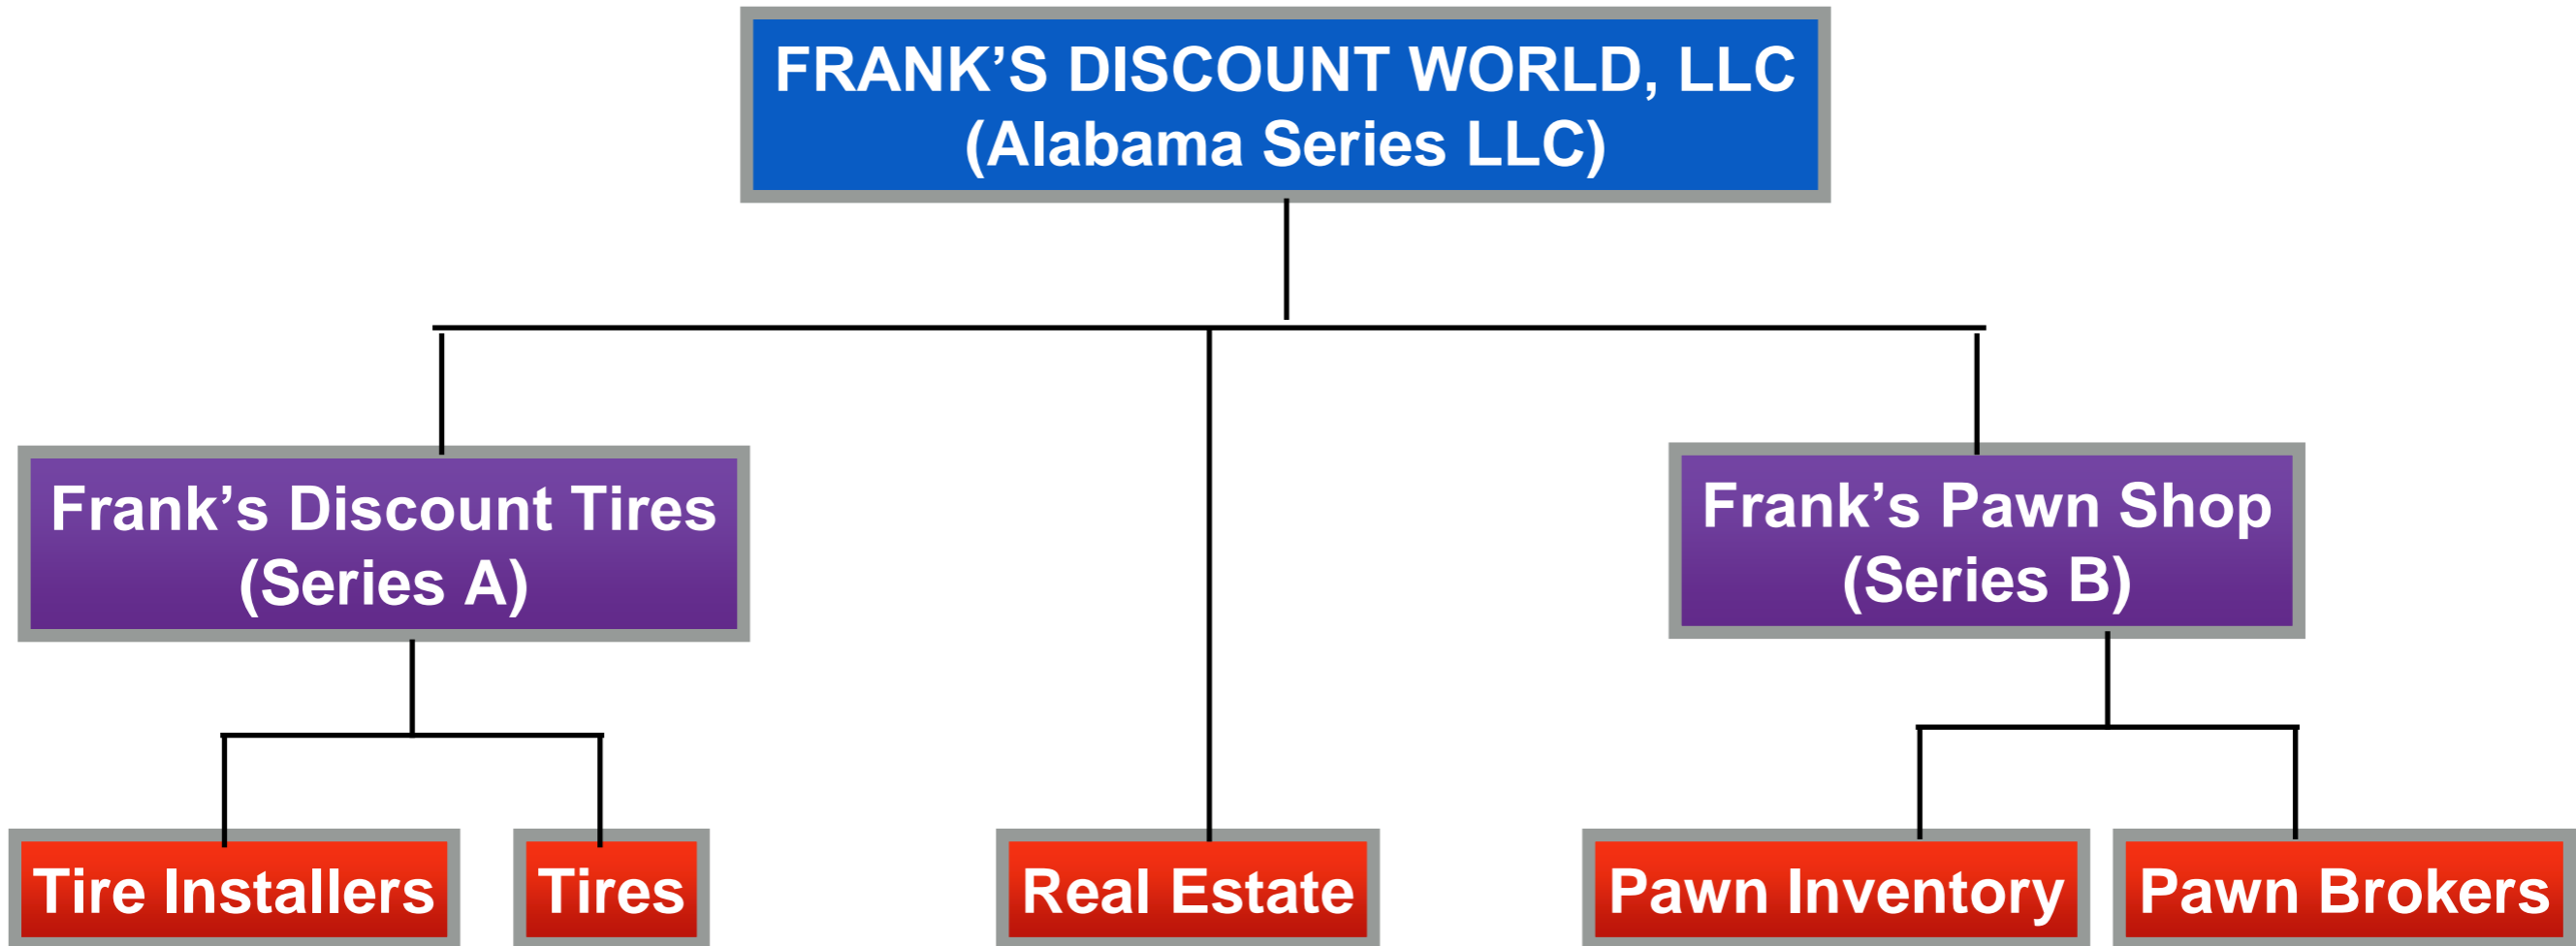 FRANK’S DISCOUNT WORLD, LLC
(Alabama Series LLC)
Frank’s Discount Tires
(Series A)
Frank’s Pawn Shop
(Series B)
Tire Installers
Tires
Real Estate
Pawn Inventory
Pawn Brokers